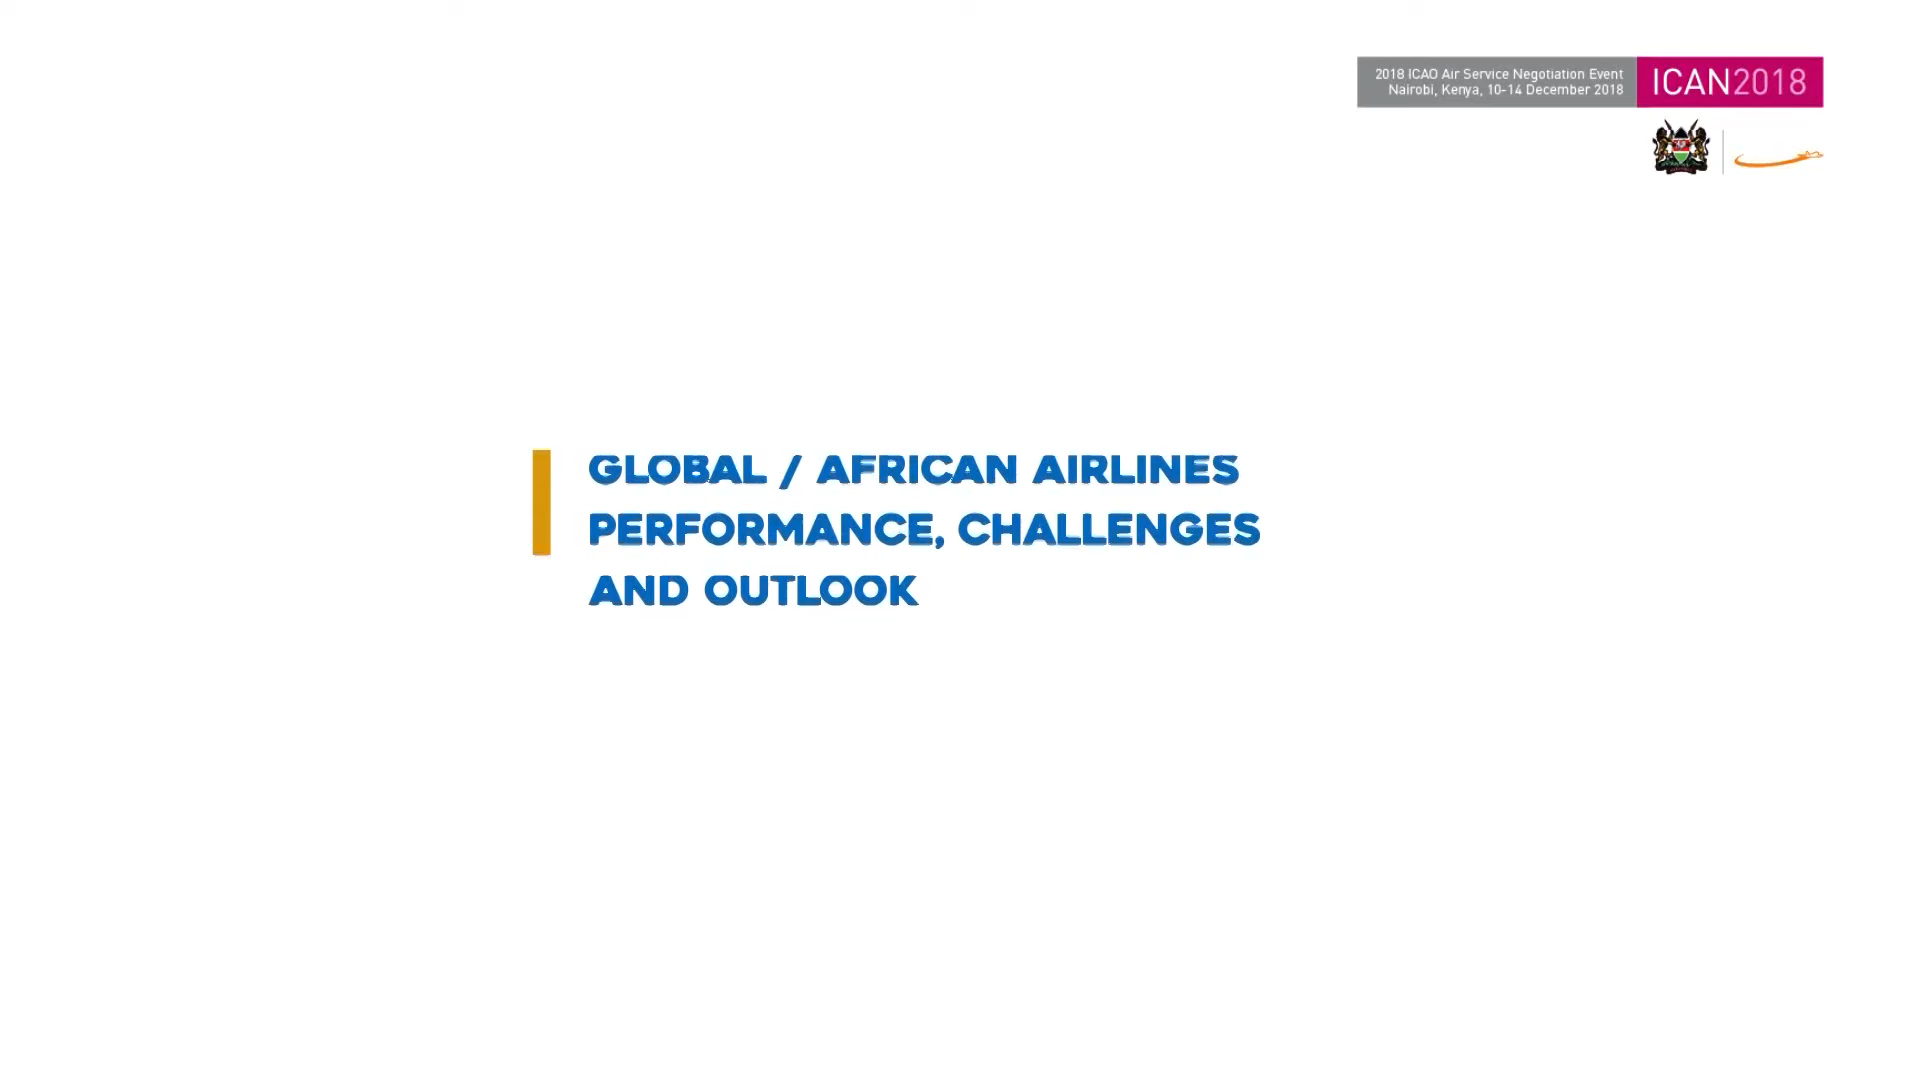 2018 ICAO Air Service Negotiation Event
Nairobi, Kenya, 10-14 December 2018
ICAN2018
GLOBAL / AFRICAN AIRLINES
PERFORMANCE, CHALLENGES
AND OUTLOOK